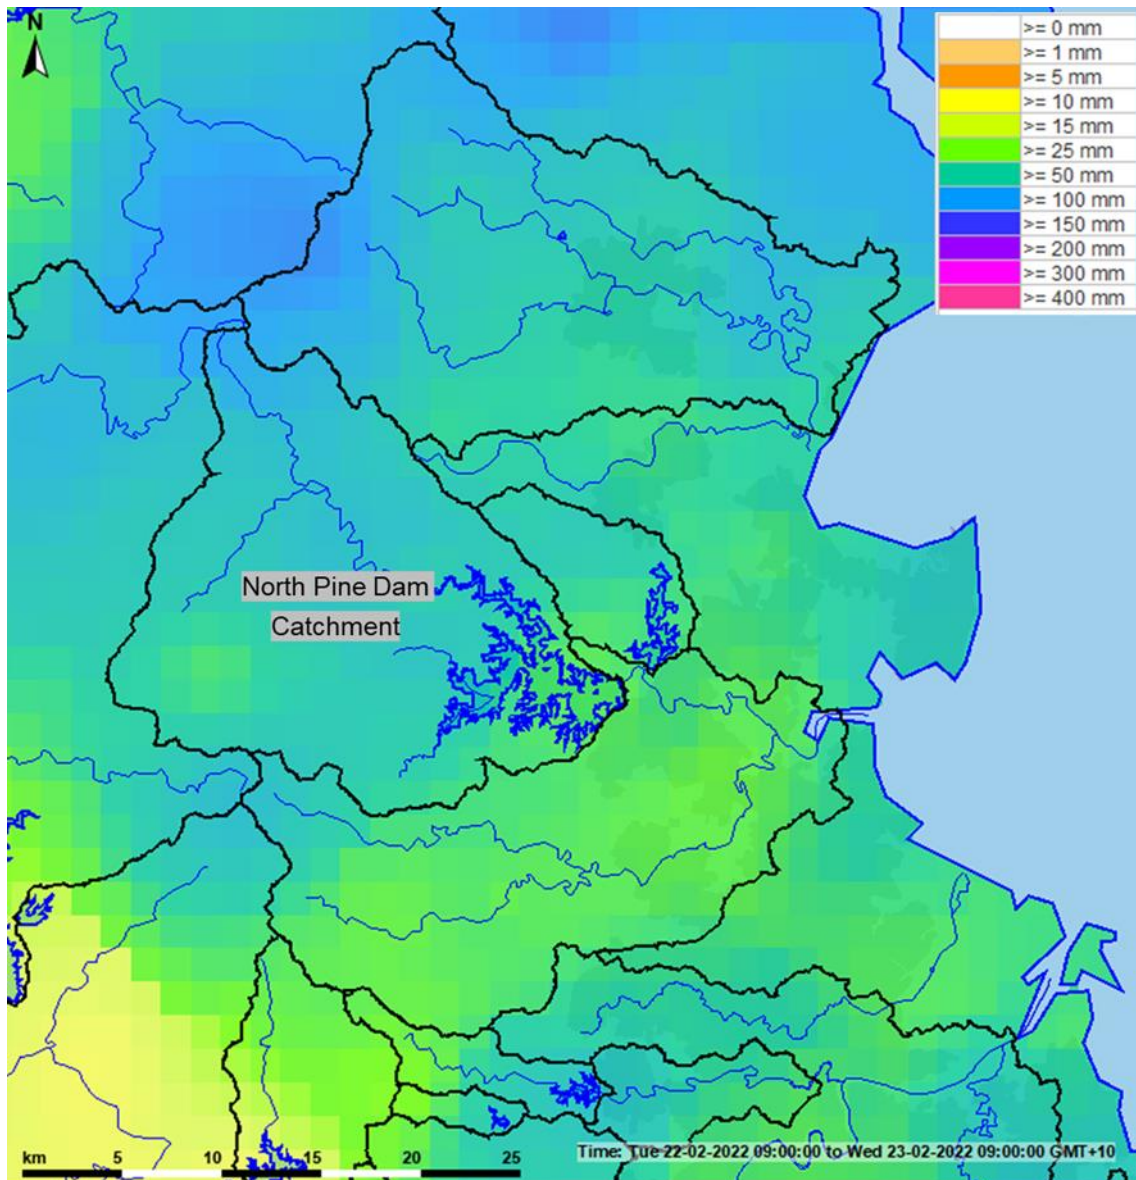 N
>= 0 mm
>= 1 mm
>= 5 mm
>= 10 mm
>= 15 mm
>= 25 mm
>= 50 mm
>= 100 mm
>= 150 mm
>= 200 mm
>= 300 mm
>= 400 mm
North Pine Dam
Catchment
km 5 10 15 20 25
Time: Tue 22-02-2022 09:00:00 to Wed 23-02-2022 09:00:00 GMT+10